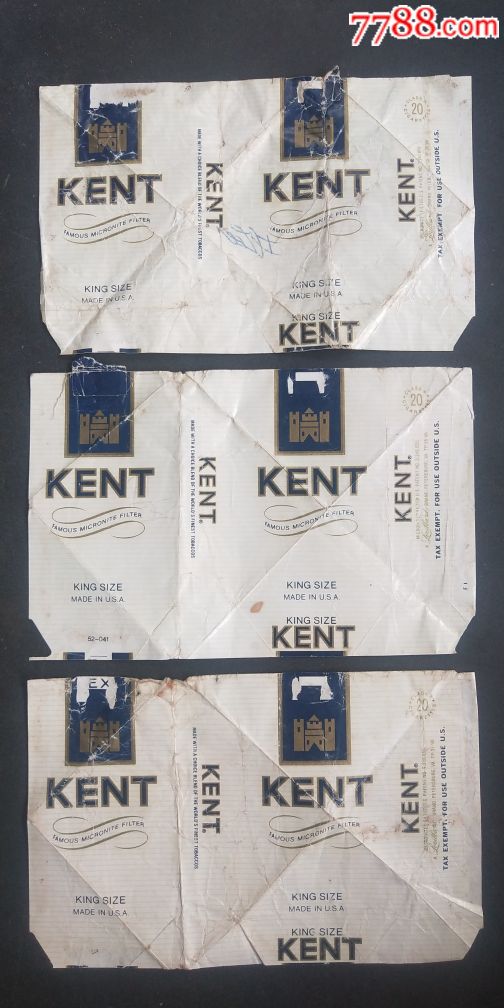 7788.com
KENT
FAMOUS MICRONITE FILTER
KING SIZE
MADE IN U.S.A.
MADE WITH A CHOICE BLEND OF THE WORLD'S FINEST TOBACCOS
KENT®
KENT
FAMOUS MICRONITE FILTER
KING SIZE
MADE IN U.S.A.
KING SIZE
KENT
KENT®
20
TAX EXEMPT. FOR USE OUTSIDE U.S.
KENT
FAMOUS MICRONITE FILTER
KING SIZE
MADE IN U.S.A.
52-041
MADE WITH A CHOICE BLEND OF THE WORLD'S FINEST TOBACCOS
KENT®
KENT
FAMOUS MICRONITE FILTER
KING SIZE
MADE IN U.S.A.
KING SIZE
KENT
KENT®
20
TAX EXEMPT. FOR USE OUTSIDE U.S.
EX
KENT
FAMOUS MICRONITE FILTER
KING SIZE
MADE IN U.S.A.
MADE WITH A CHOICE BLEND OF THE WORLD'S FINEST TOBACCOS
KENT®
KENT
FAMOUS MICRONITE FILTER
KING SIZE
MADE IN U.S.A.
KING SIZE
KENT
KENT®
20
TAX EXEMPT. FOR USE OUTSIDE U.S.